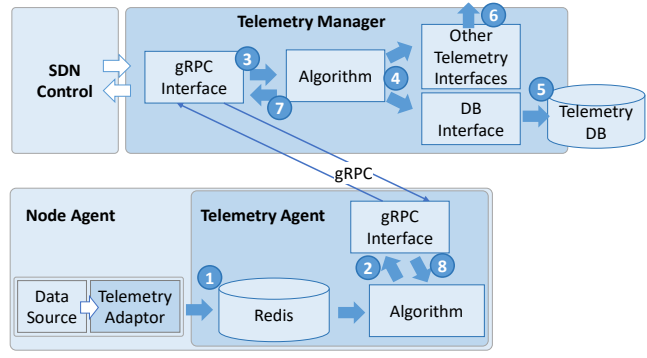 Telemetry Manager
6
SDN
Control
gRPC
Interface
3
7
Algorithm
4
Other
Telemetry
Interfaces
DB
Interface
5
Telemetry
DB
gRPC
Node Agent
Telemetry Agent
gRPC
Interface
2
8
1
Data
Source
Telemetry
Adaptor
Redis
Algorithm